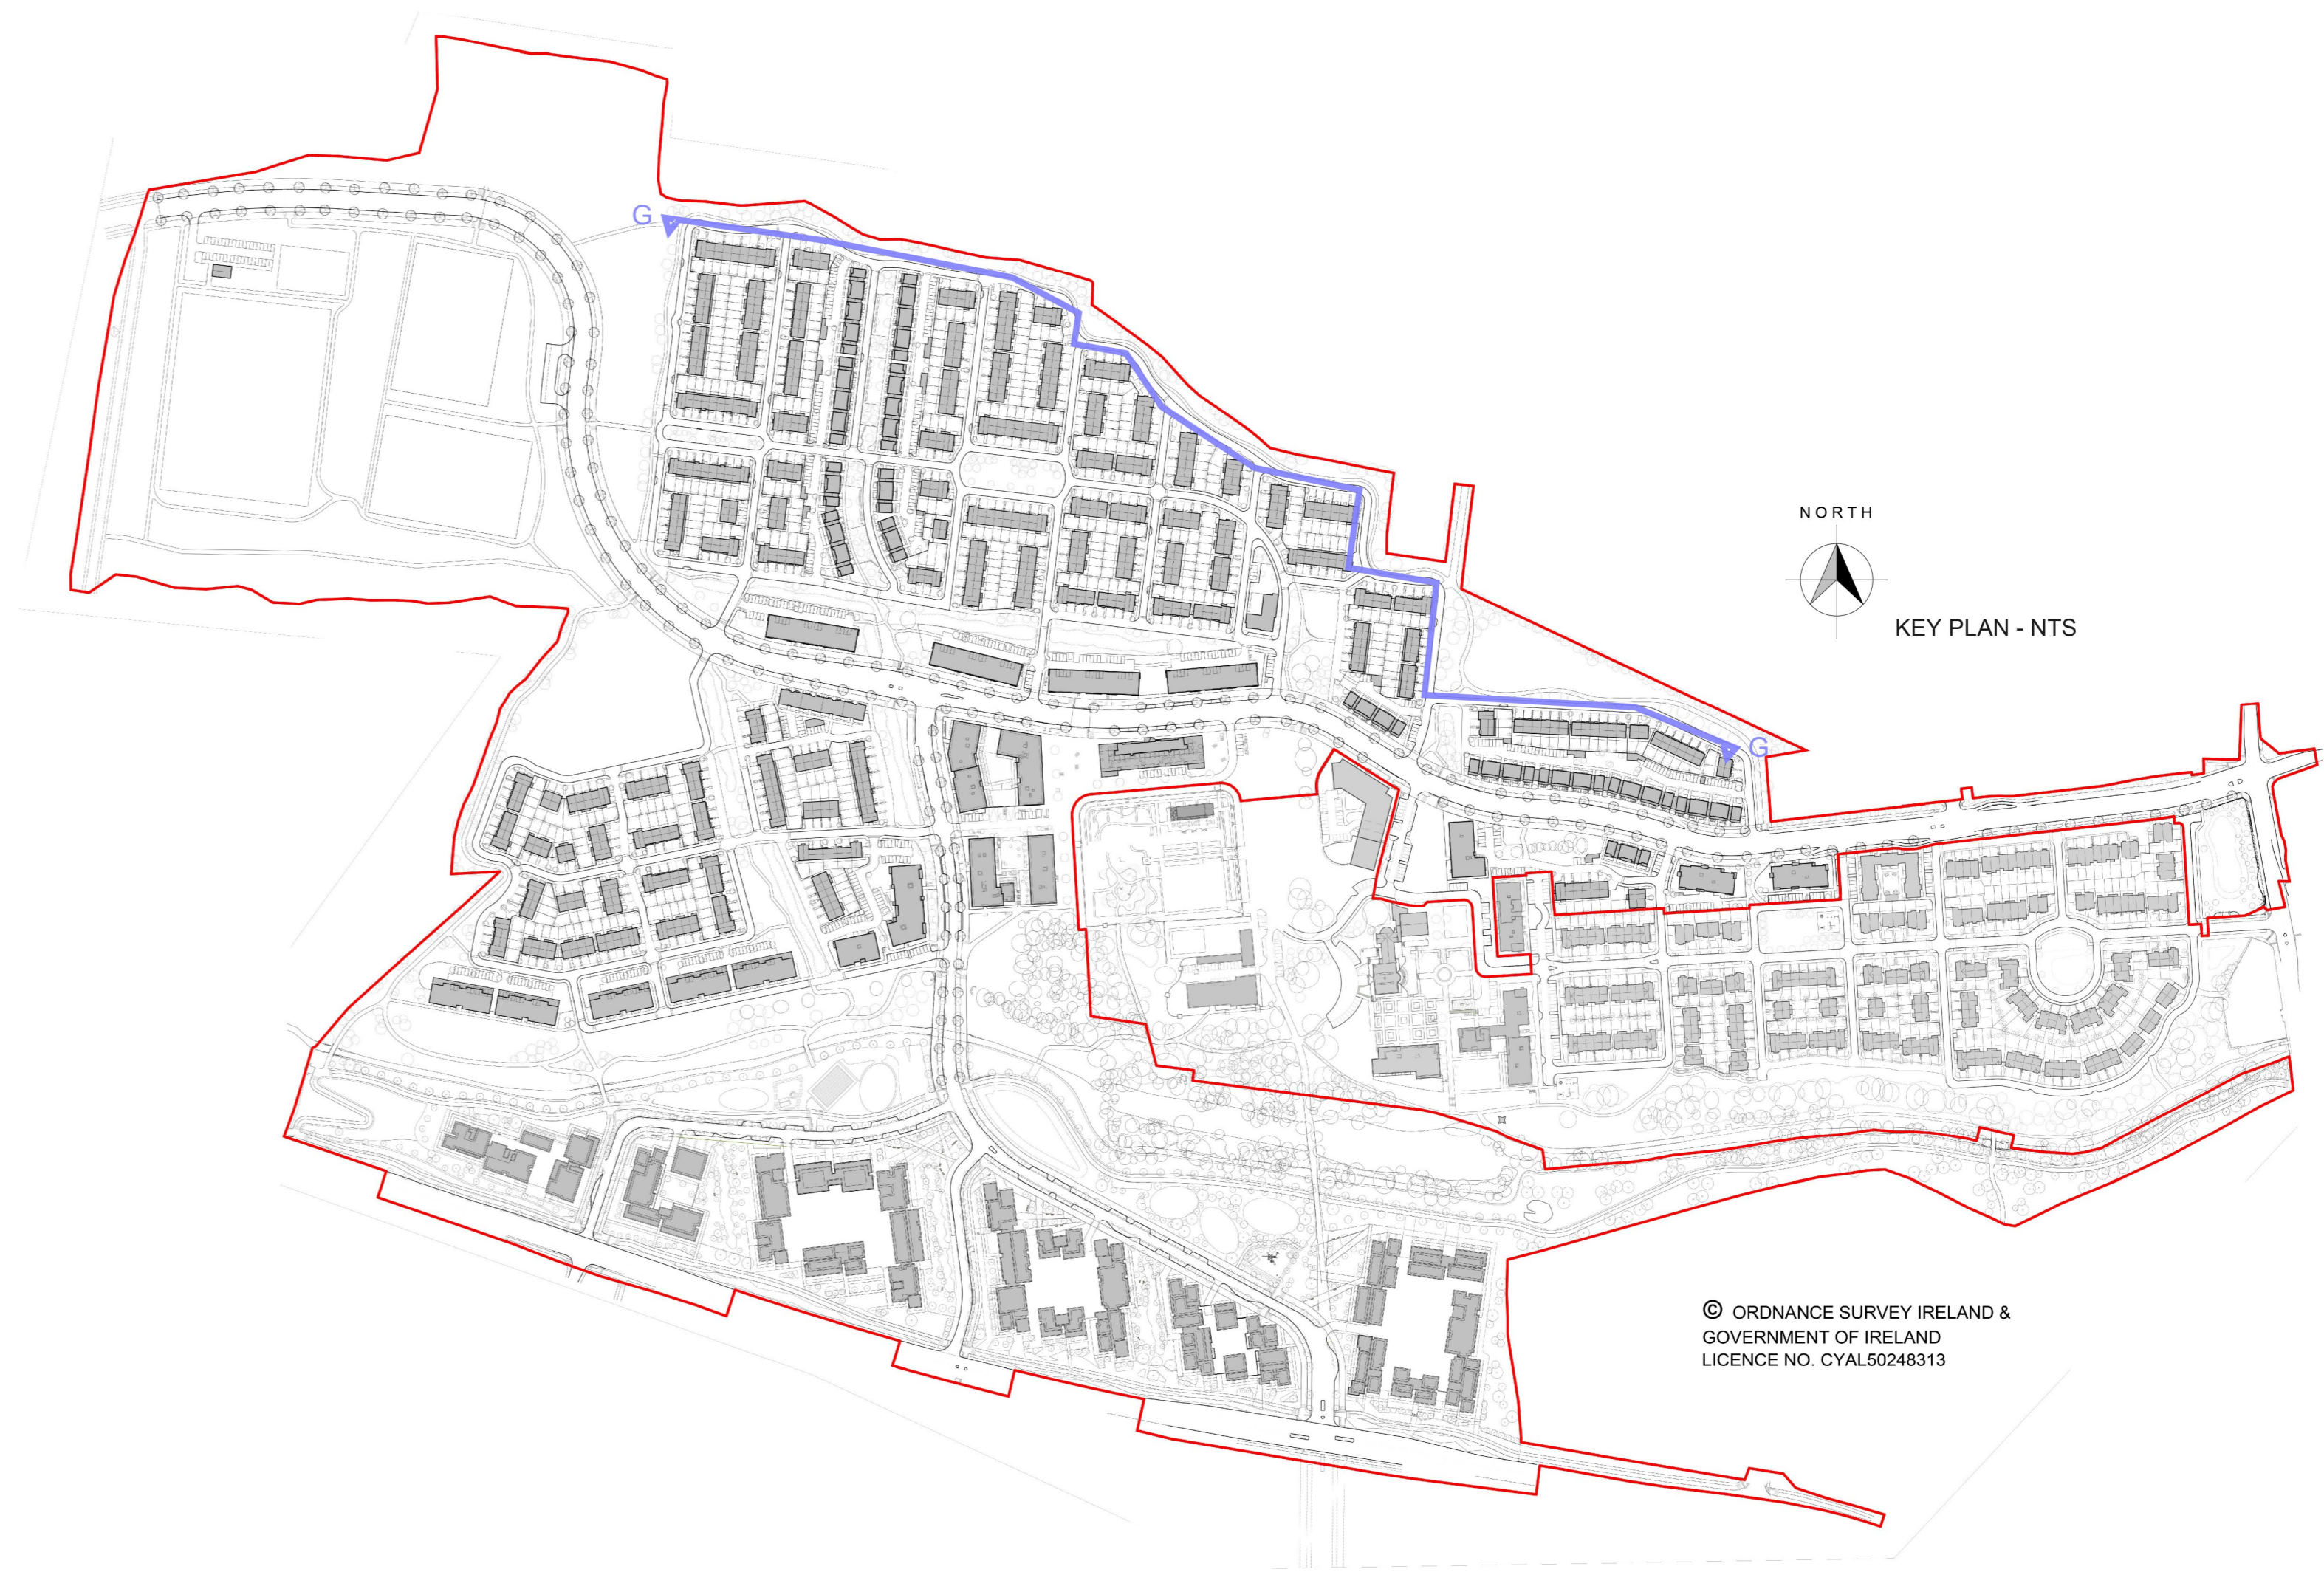 G
NORTH
KEY PLAN - NTS
G
© ORDNANCE SURVEY IRELAND &
GOVERNMENT OF IRELAND
LICENCE NO. CYAL50248313